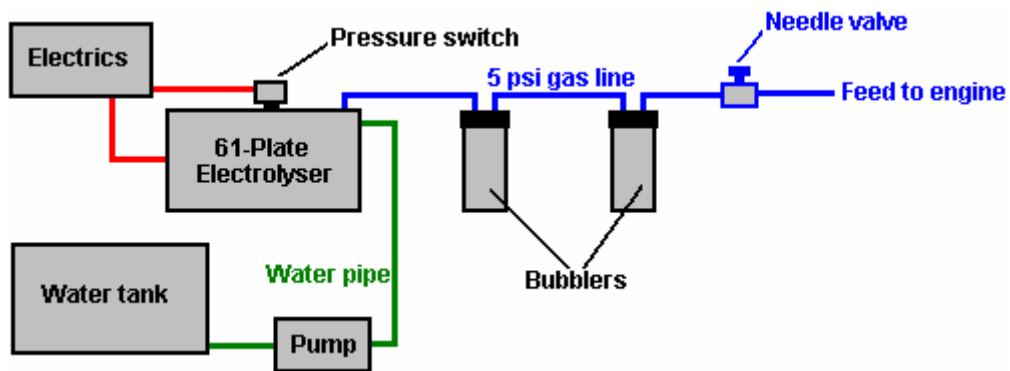 Electrics
Pressure switch
Needle valve
5 psi gas line
Feed to engine
61-Plate
Electrolyser
Bubblers
Water pipe
Water tank
Pump